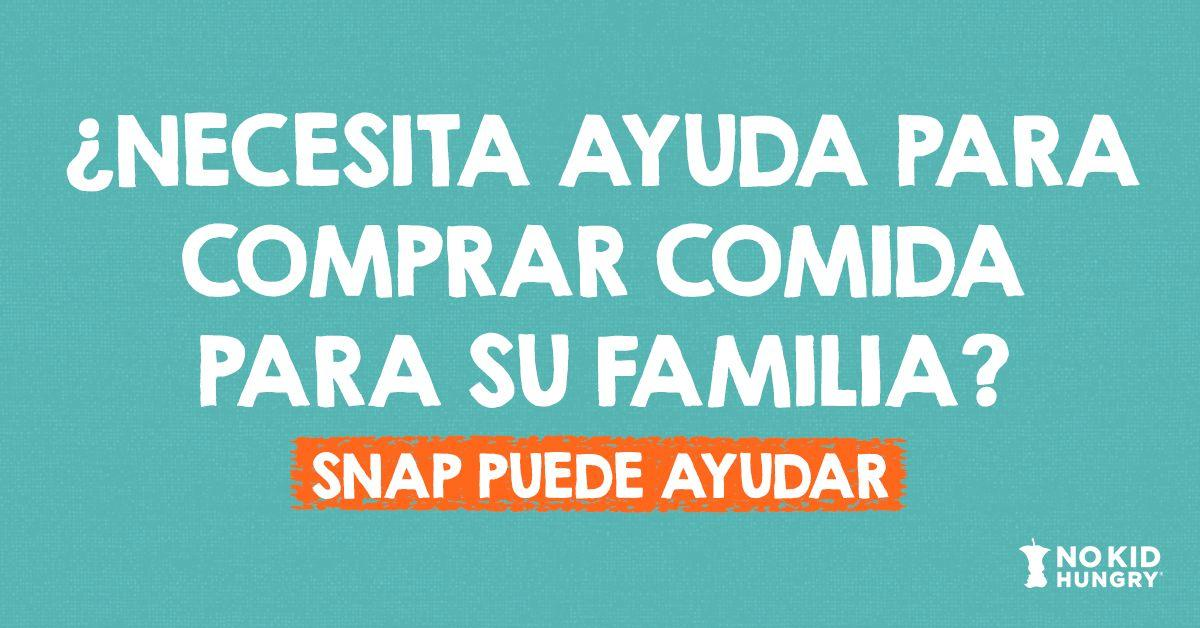 ¿NECESITA AYUDA PARA
COMPRAR COMIDA
PARA SU FAMILIA?
SNAP PUEDE AYUDAR
NO KID
HUNGRY